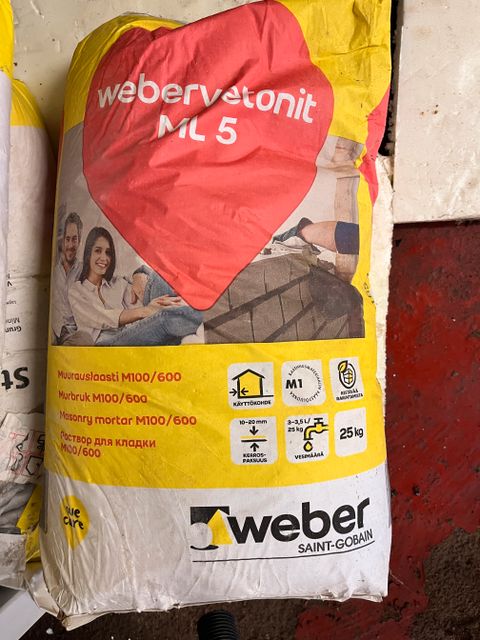 webervetonit
ML 5
Muurauslaasti M100/600
Murbruk M100/600
Masonry mortar M100/600
Раствор для кладки
M100/600
KÄYTTÖKOHDE
M1
10–20 mm
KERROS-
PAKSUUS
3–3,5 L/
25 kg
VESIMÄÄRÄ
25 kg
care
weber
SAINT-GOBAIN